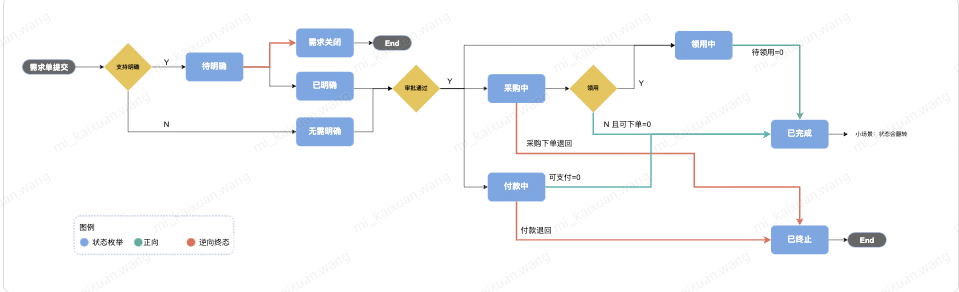 需求单提交
支持明确
Y
N
待明确
需求关闭
End
已明确
无需明确
审批通过
Y
采购中
领用
Y
N 且可下单=0
领用中
待领用=0
采购下单退回
付款中
可支付=0
付款退回
已完成
小场景：状态会翻转
已终止
End
图例
状态枚举
正向
逆向终态
mi_kaixuan.wang